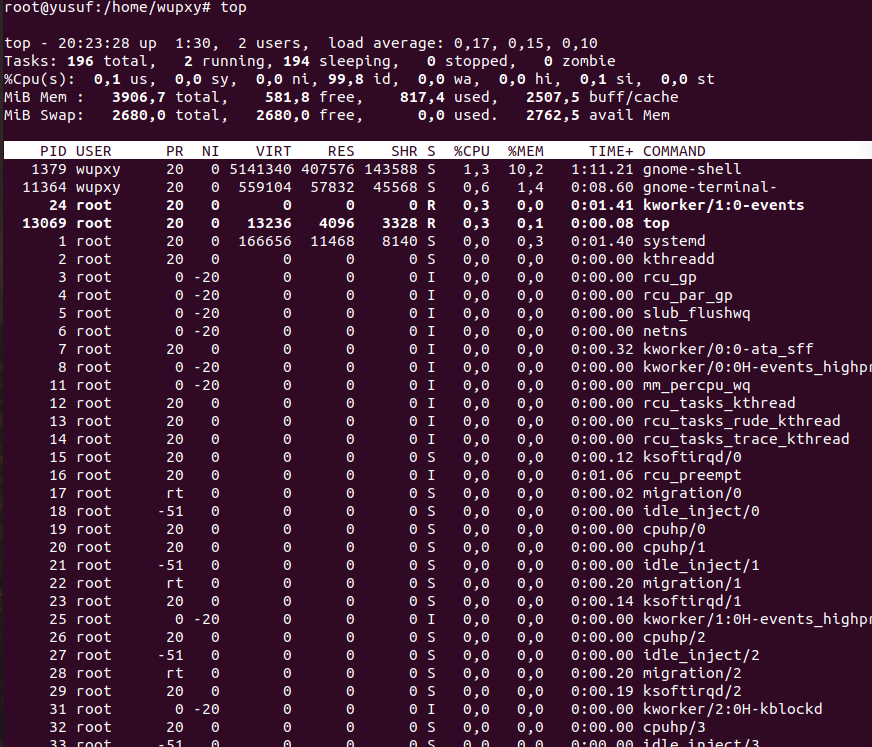 root@yusuf:/home/wupxy# top
top - 20:23:28 up  1:30,  2 users,  load average: 0,17, 0,15, 0,10
Tasks: 196 total,   2 running, 194 sleeping,   0 stopped,   0 zombie
%Cpu(s):  0,1 us,  0,0 sy,  0,0 ni, 99,8 id,  0,0 wa,  0,0 hi,  0,1 si,  0,0 st
MiB Mem :   3906,7 total,    581,8 free,    817,4 used,   2507,5 buff/cache
MiB Swap:   2680,0 total,   2680,0 free,      0,0 used.   2762,5 avail Mem
PID USER      PR  NI    VIRT    RES    SHR S  %CPU  %MEM     TIME+ COMMAND
1379 wupxy     20   0 5141340 407576 143588 S   1,3  10,2   1:11.21 gnome-shell
11364 wupxy     20   0  559104  57832  45568 S   0,6   1,4   0:08.60 gnome-terminal-
24 root      20   0       0      0      0 R   0,3   0,0   0:01.41 kworker/1:0-events
13069 root      20   0   13236   4096   3328 R   0,3   0,1   0:00.08 top
1 root      20   0  166656  11468   8140 S   0,0   0,3   0:01.40 systemd
2 root      20   0       0      0      0 S   0,0   0,0   0:00.00 kthreadd
3 root       0 -20       0      0      0 I   0,0   0,0   0:00.00 rcu_gp
4 root       0 -20       0      0      0 I   0,0   0,0   0:00.00 rcu_par_gp
5 root       0 -20       0      0      0 I   0,0   0,0   0:00.00 slub_flushwq
6 root       0 -20       0      0      0 I   0,0   0,0   0:00.00 netns
7 root      20   0       0      0      0 I   0,0   0,0   0:00.32 kworker/0:0-ata_sff
8 root       0 -20       0      0      0 I   0,0   0,0   0:00.00 kworker/0:0H-events_highpr
11 root       0 -20       0      0      0 I   0,0   0,0   0:00.00 mm_percpu_wq
12 root      20   0       0      0      0 I   0,0   0,0   0:00.00 rcu_tasks_kthread
13 root      20   0       0      0      0 I   0,0   0,0   0:00.00 rcu_tasks_rude_kthread
14 root      20   0       0      0      0 I   0,0   0,0   0:00.00 rcu_tasks_trace_kthread
15 root      20   0       0      0      0 S   0,0   0,0   0:00.12 ksoftirqd/0
16 root      20   0       0      0      0 I   0,0   0,0   0:01.06 rcu_preempt
17 root      rt   0       0      0      0 S   0,0   0,0   0:00.02 migration/0
18 root     -51   0       0      0      0 S   0,0   0,0   0:00.00 idle_inject/0
19 root      20   0       0      0      0 S   0,0   0,0   0:00.00 cpuhp/0
20 root      20   0       0      0      0 S   0,0   0,0   0:00.00 cpuhp/1
21 root     -51   0       0      0      0 S   0,0   0,0   0:00.00 idle_inject/1
22 root      rt   0       0      0      0 S   0,0   0,0   0:00.20 migration/1
23 root      20   0       0      0      0 S   0,0   0,0   0:00.14 ksoftirqd/1
25 root       0 -20       0      0      0 I   0,0   0,0   0:00.00 kworker/1:0H-events_highpr
26 root      20   0       0      0      0 S   0,0   0,0   0:00.00 cpuhp/2
27 root     -51   0       0      0      0 S   0,0   0,0   0:00.00 idle_inject/2
28 root      rt   0       0      0      0 S   0,0   0,0   0:00.20 migration/2
29 root      20   0       0      0      0 S   0,0   0,0   0:00.19 ksoftirqd/2
31 root       0 -20       0      0      0 I   0,0   0,0   0:00.00 kworker/2:0H-kblockd
32 root      20   0       0      0      0 S   0,0   0,0   0:00.00 cpuhp/3
33 root     -51   0       0      0      0 S   0,0   0,0   0:00.00 idle_inject/3